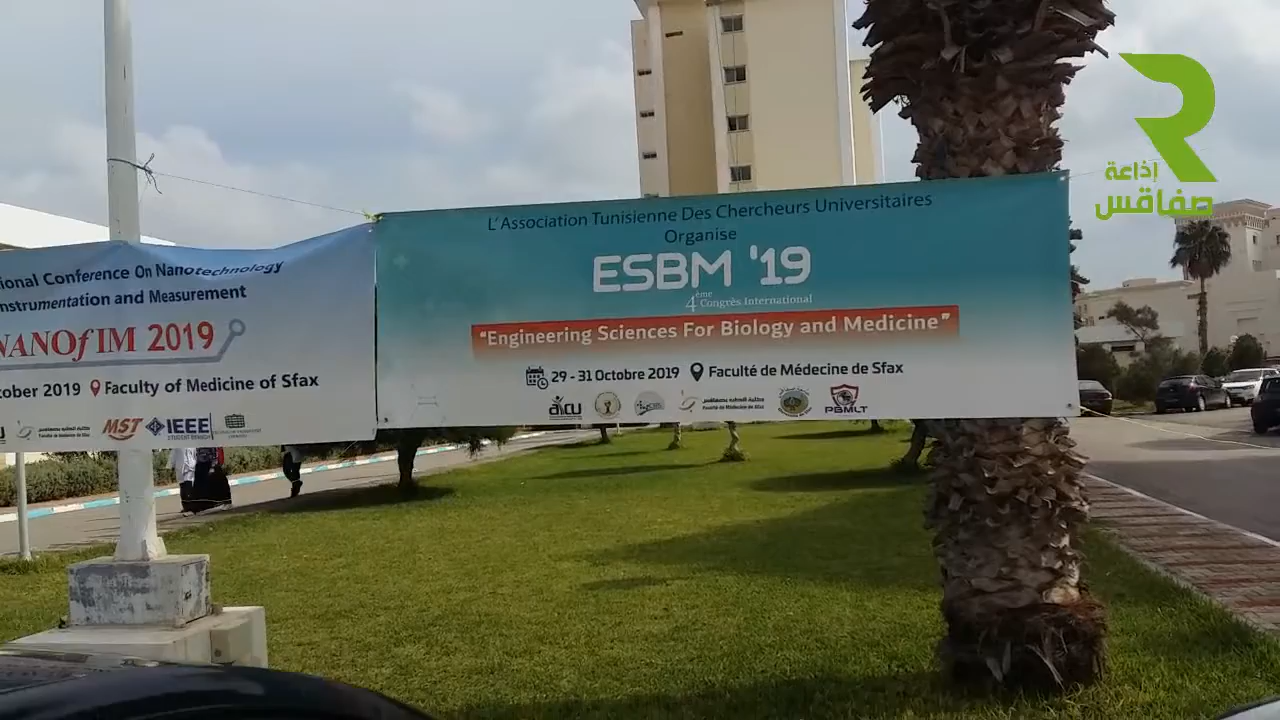 إذاعة
صفاقس
L'Association Tunisienne Des Chercheurs Universitaires
Organise
ESBM '19
4ème Congrès International
"Engineering Sciences For Biology and Medicine"
29 - 31 Octobre 2019 Faculté de Médecine de Sfax
PBMLT
Conference On Nanotechnology
Instrumentation and Measurement
NANOfIM 2019
2019 Faculty of Medicine of Sfax
MST IEEE
STUDENT BRANCH